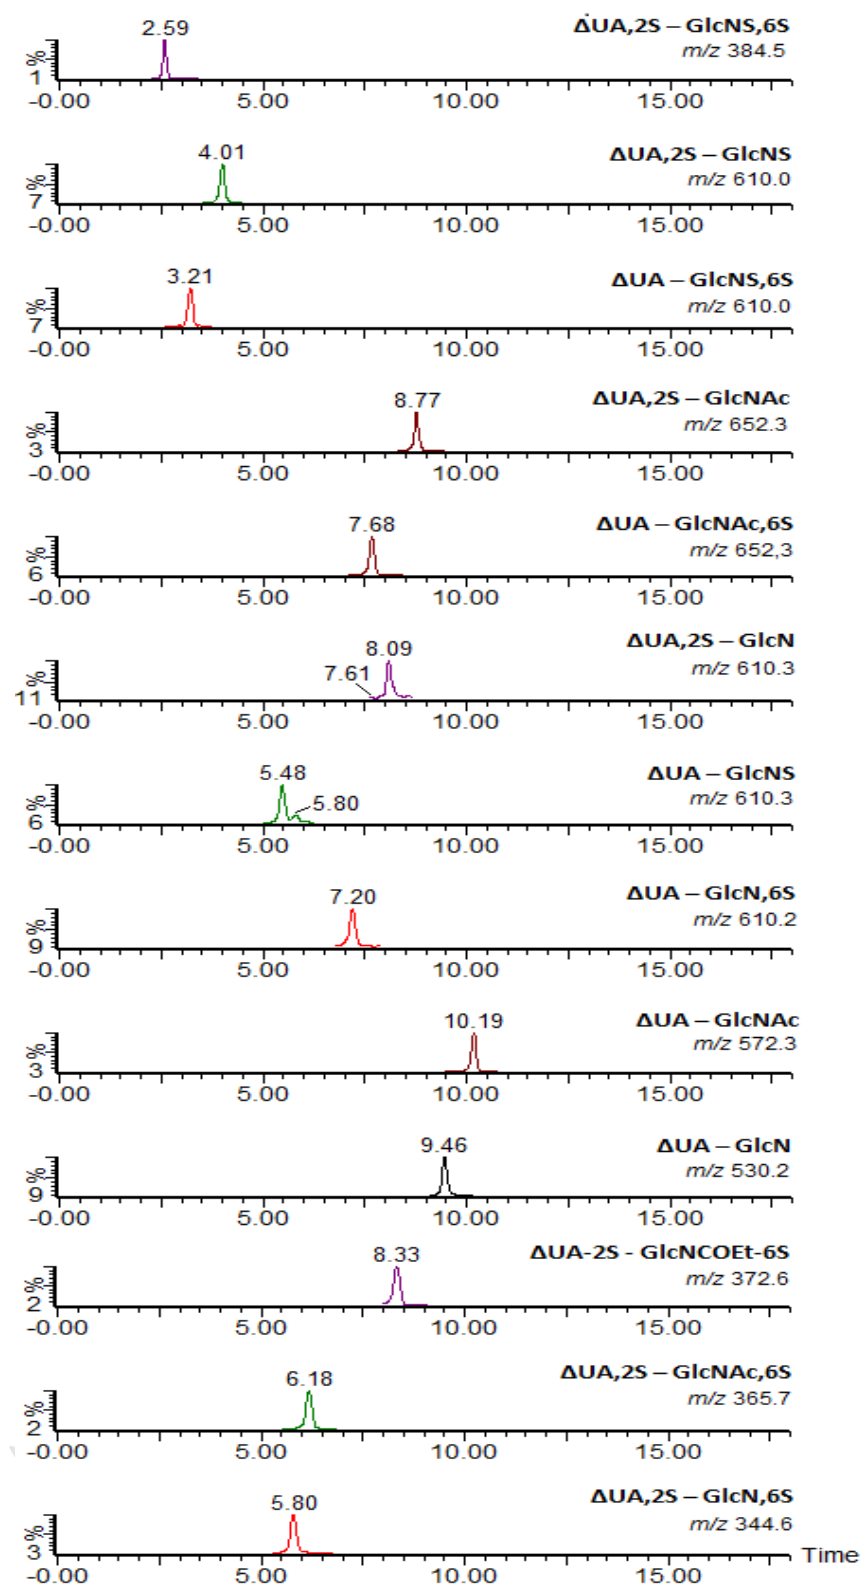 2.59
ΔUA,2S – GlcNS,6S
m/z 384.5
%
1
-0.00 5.00 10.00 15.00
4.01
ΔUA,2S – GlcNS
m/z 610.0
%
7
-0.00 5.00 10.00 15.00
3.21
ΔUA – GlcNS,6S
m/z 610.0
%
7
-0.00 5.00 10.00 15.00
8.77
ΔUA,2S – GlcNAc
m/z 652.3
%
3
-0.00 5.00 10.00 15.00
7.68
ΔUA – GlcNAc,6S
m/z 652,3
%
6
-0.00 5.00 10.00 15.00
8.09
7.61
ΔUA,2S – GlcN
m/z 610.3
%
11
-0.00 5.00 10.00 15.00
5.48
5.80
ΔUA – GlcNS
m/z 610.3
%
6
-0.00 5.00 10.00 15.00
7.20
ΔUA – GlcN,6S
m/z 610.2
%
9
-0.00 5.00 10.00 15.00
10.19
ΔUA – GlcNAc
m/z 572.3
%
3
-0.00 5.00 10.00 15.00
9.46
ΔUA – GlcN
m/z 530.2
%
9
-0.00 5.00 10.00 15.00
8.33
ΔUA-2S - GlcNCOEt-6S
m/z 372.6
%
2
-0.00 5.00 10.00 15.00
6.18
ΔUA,2S – GlcNAc,6S
m/z 365.7
%
2
-0.00 5.00 10.00 15.00
5.80
ΔUA,2S – GlcN,6S
m/z 344.6
%
3
Time
-0.00 5.00 10.00 15.00